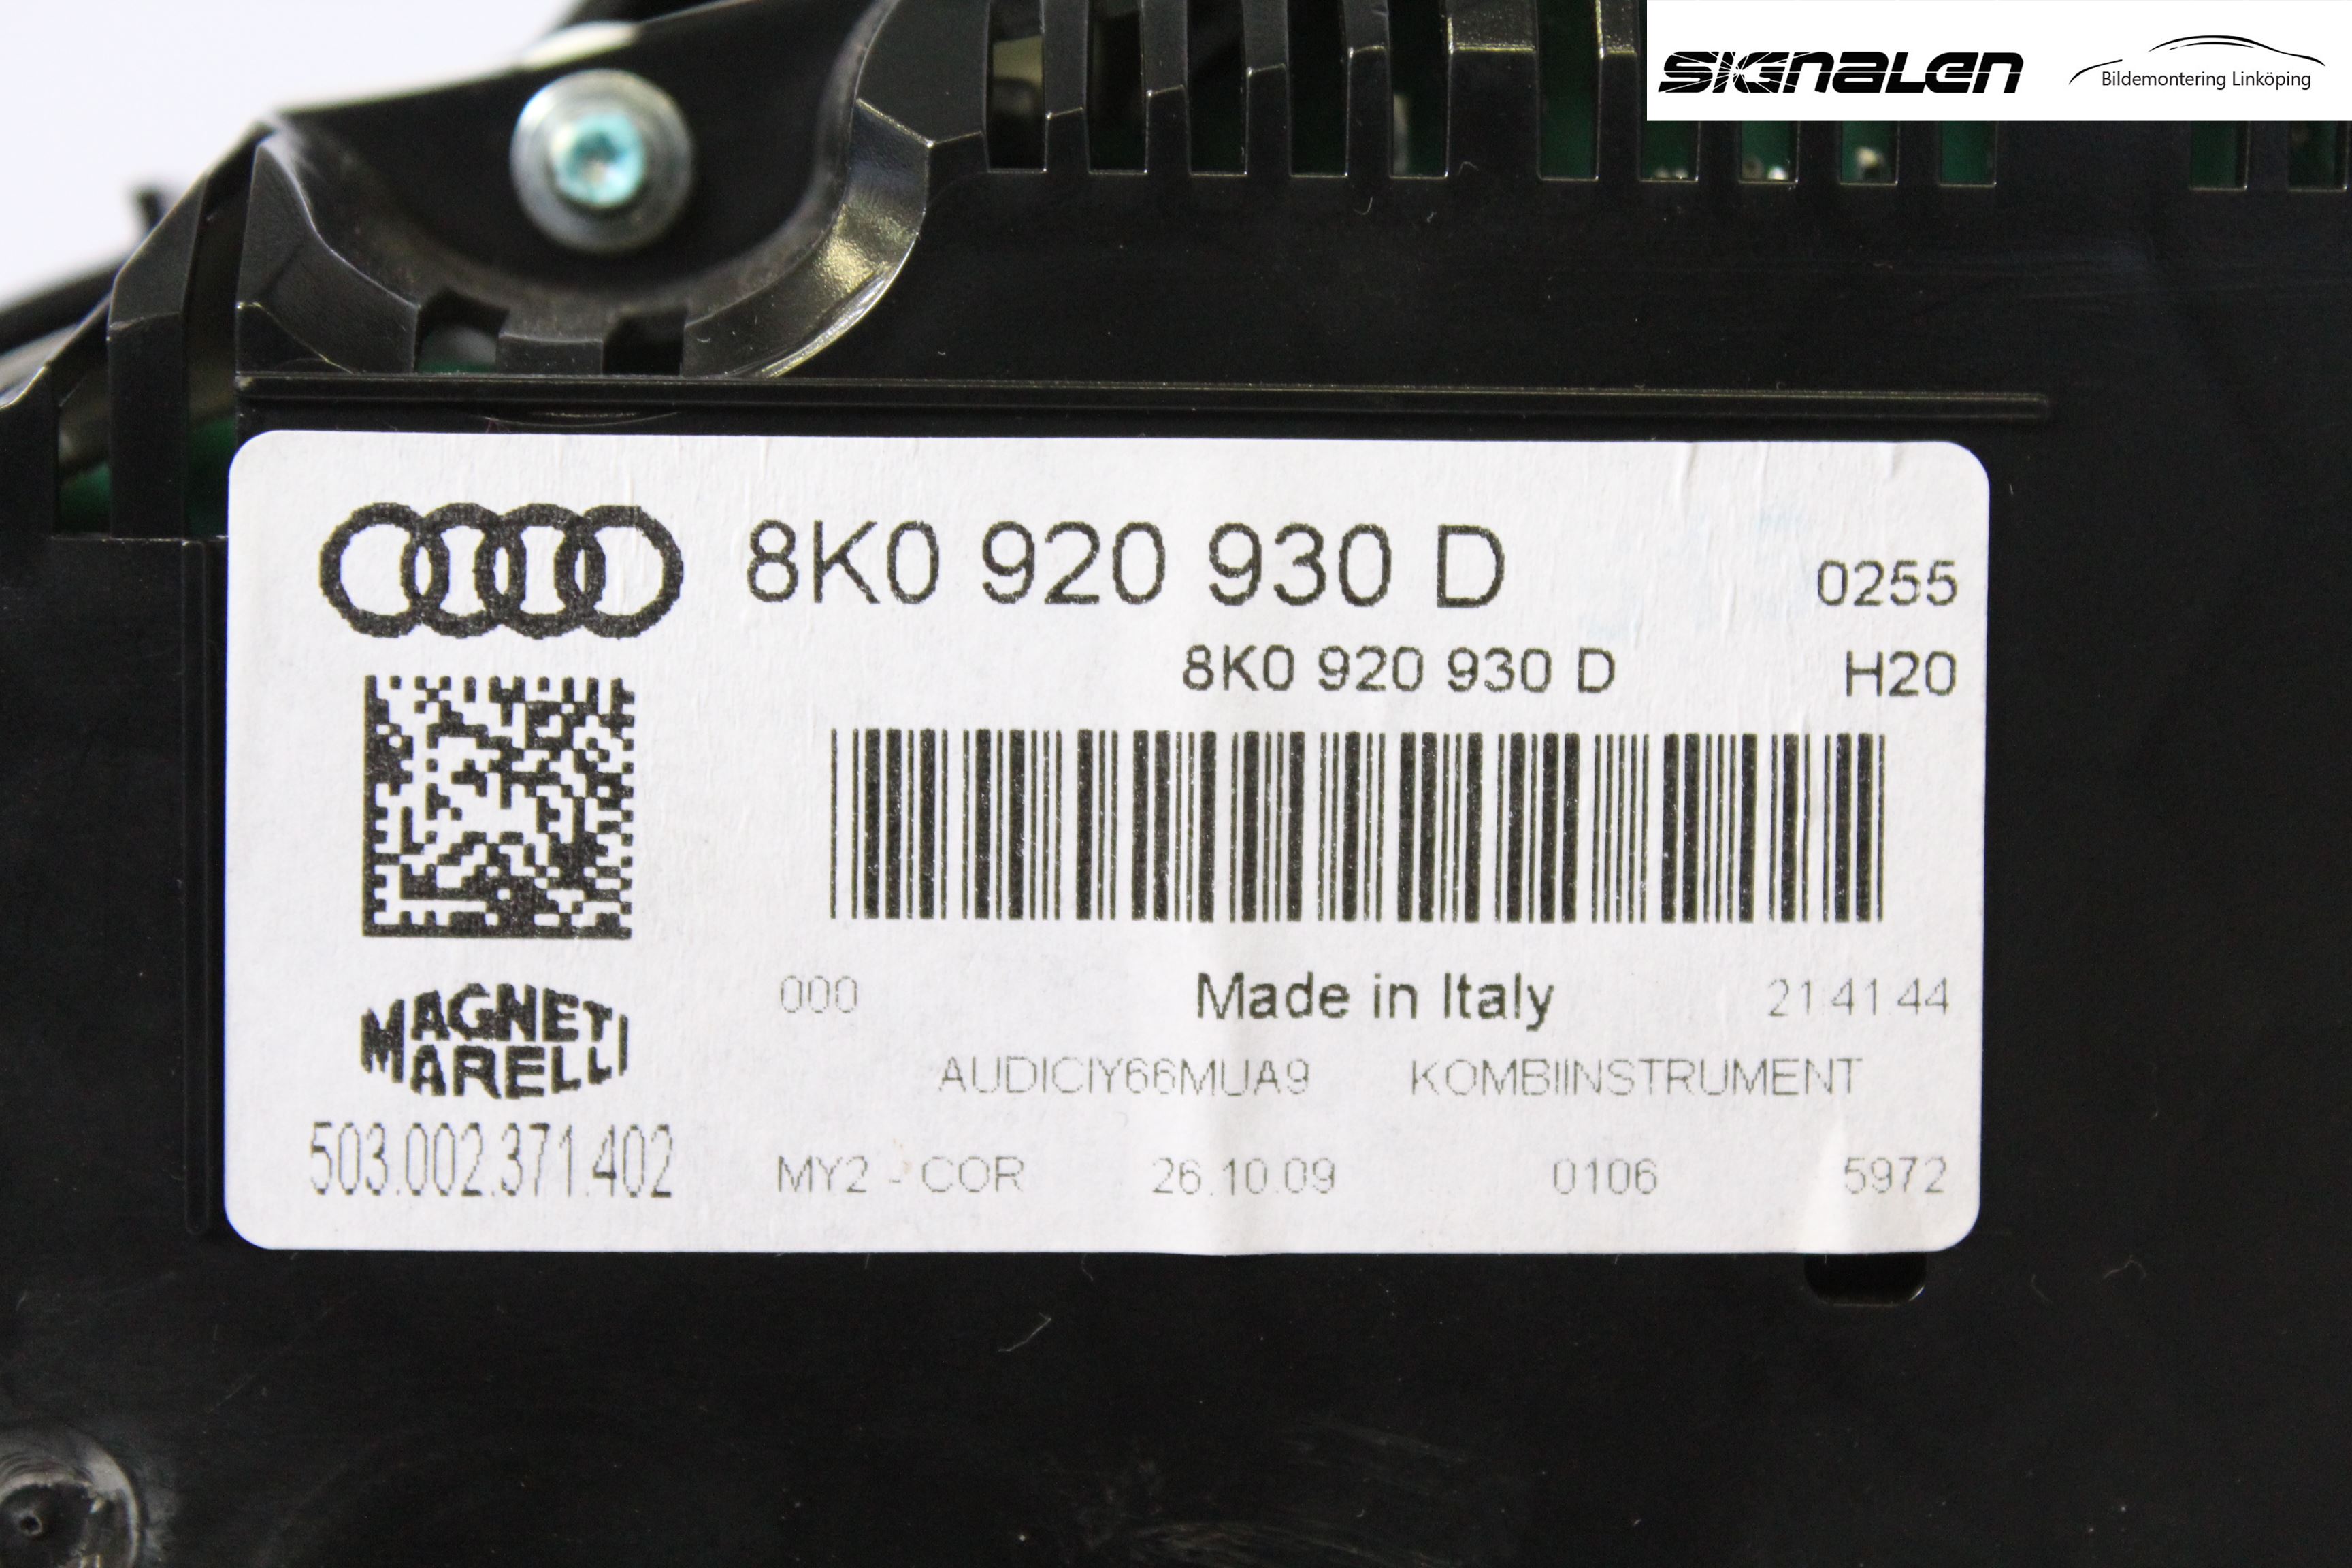 SIGNALEN
Bildemontering Linköping
8K0 920 930 D 0255
8K0 920 930 D H20
000 Made in Italy 21 41 44
MAGNETI
MARELLI
AUDICIY66MUA9 KOMBIINSTRUMENT
503.002.371.402 MY2 - COR 26.10.09 0106 5972